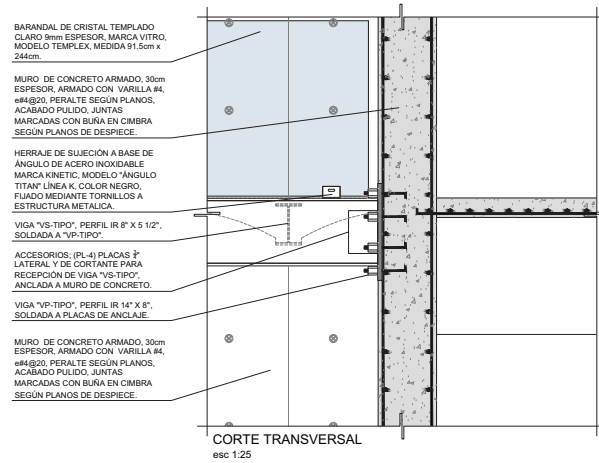 BARANDAL DE CRISTAL TEMPLADO
CLARO 9mm ESPESOR, MARCA VITRO,
MODELO TEMPLEX, MEDIDA 91.5cm x
244cm.
MURO DE CONCRETO ARMADO, 30cm
ESPESOR, ARMADO CON VARILLA #4,
e#4@20, PERALTE SEGÚN PLANOS,
ACABADO PULIDO, JUNTAS
MARCADAS CON BUÑA EN CIMBRA
SEGÚN PLANOS DE DESPIECE.
HERRAJE DE SUJECIÓN A BASE DE
ÁNGULO DE ACERO INOXIDABLE
MARCA KINETIC, MODELO "ÁNGULO
TITAN" LÍNEA K, COLOR NEGRO,
FIJADO MEDIANTE TORNILLOS A
ESTRUCTURA METALICA.
VIGA "VS-TIPO", PERFIL IR 8" X 5 1/2",
SOLDADA A "VP-TIPO".
ACCESORIOS; (PL-4) PLACAS
LATERAL Y DE CORTANTE PARA
RECEPCIÓN DE VIGA "VS-TIPO",
ANCLADA A MURO DE CONCRETO.
VIGA "VP-TIPO", PERFIL IR 14" X 8",
SOLDADA A PLACAS DE ANCLAJE.
MURO DE CONCRETO ARMADO, 30cm
ESPESOR, ARMADO CON VARILLA #4,
e#4@20, PERALTE SEGÚN PLANOS,
ACABADO PULIDO, JUNTAS
MARCADAS CON BUÑA EN CIMBRA
SEGÚN PLANOS DE DESPIECE.
CORTE TRANSVERSAL
esc 1:25